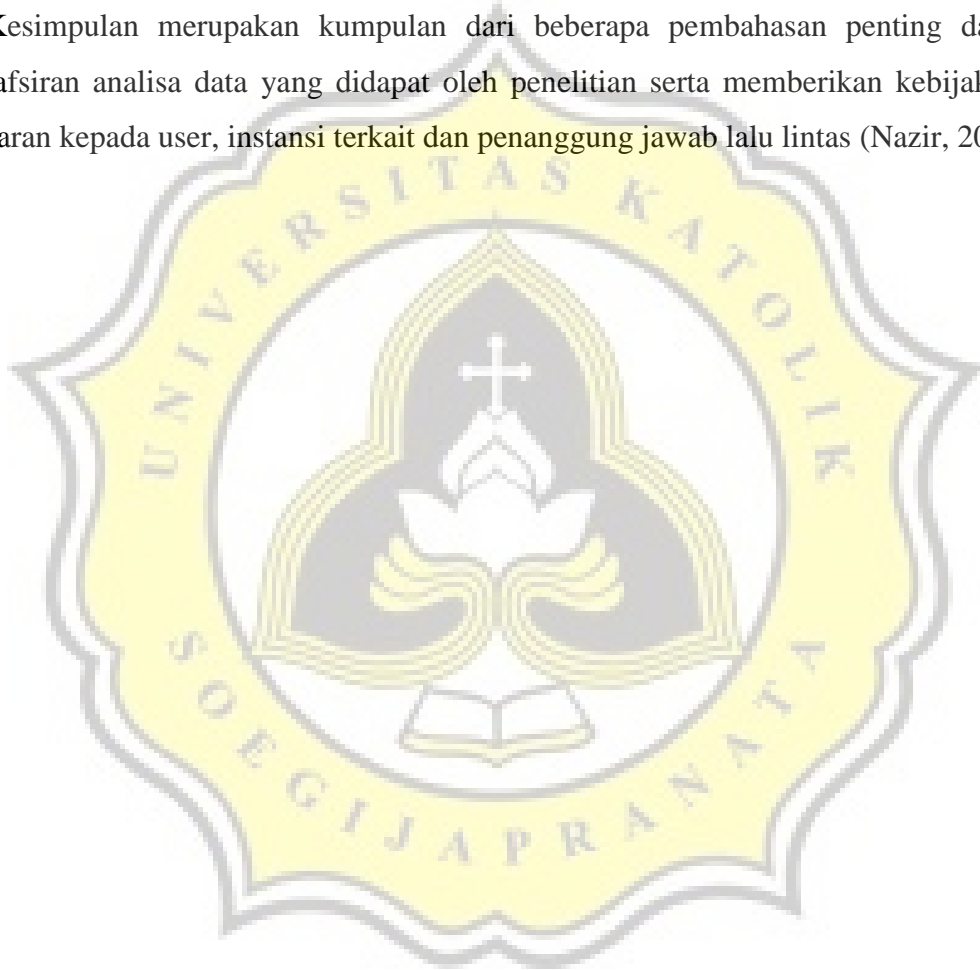 Kesimpulan merupakan kumpulan dari beberapa pembahasan penting da
afsiran analisa data yang didapat oleh penelitian serta memberikan kebijak
aran kepada user, instansi terkait dan penanggung jawab lalu lintas (Nazir, 20
UNIVERSITAS KATOLIK
SOEGIJAPRANATA